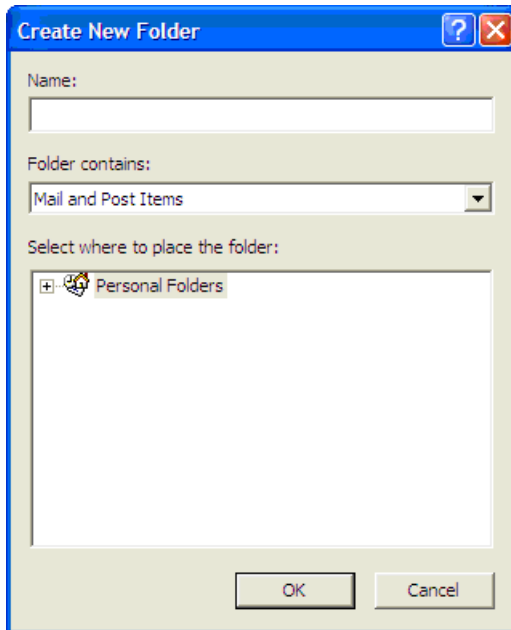 Create New Folder
Name:
Folder contains:
Mail and Post Items
Select where to place the folder:
Personal Folders
OK Cancel